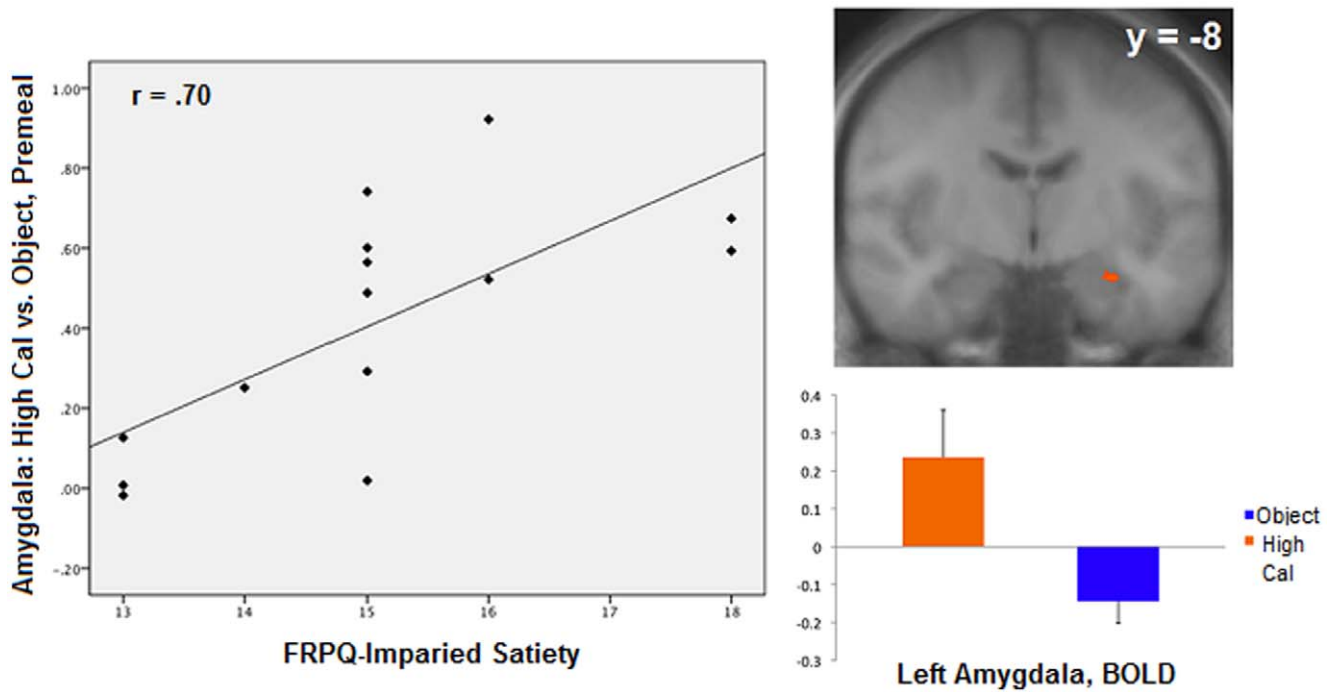 r = .70
Amygdala: High Cal vs. Object, Premeal
1.00
.80
.60
.40
.20
.00
-.20
13 14 15 16 17 18
FRPQ-Imparied Satiety
y = -8
0.4
0.3
0.2
0.1
0
-0.1
-0.2
-0.3
Object
High
Cal
Left Amygdala, BOLD